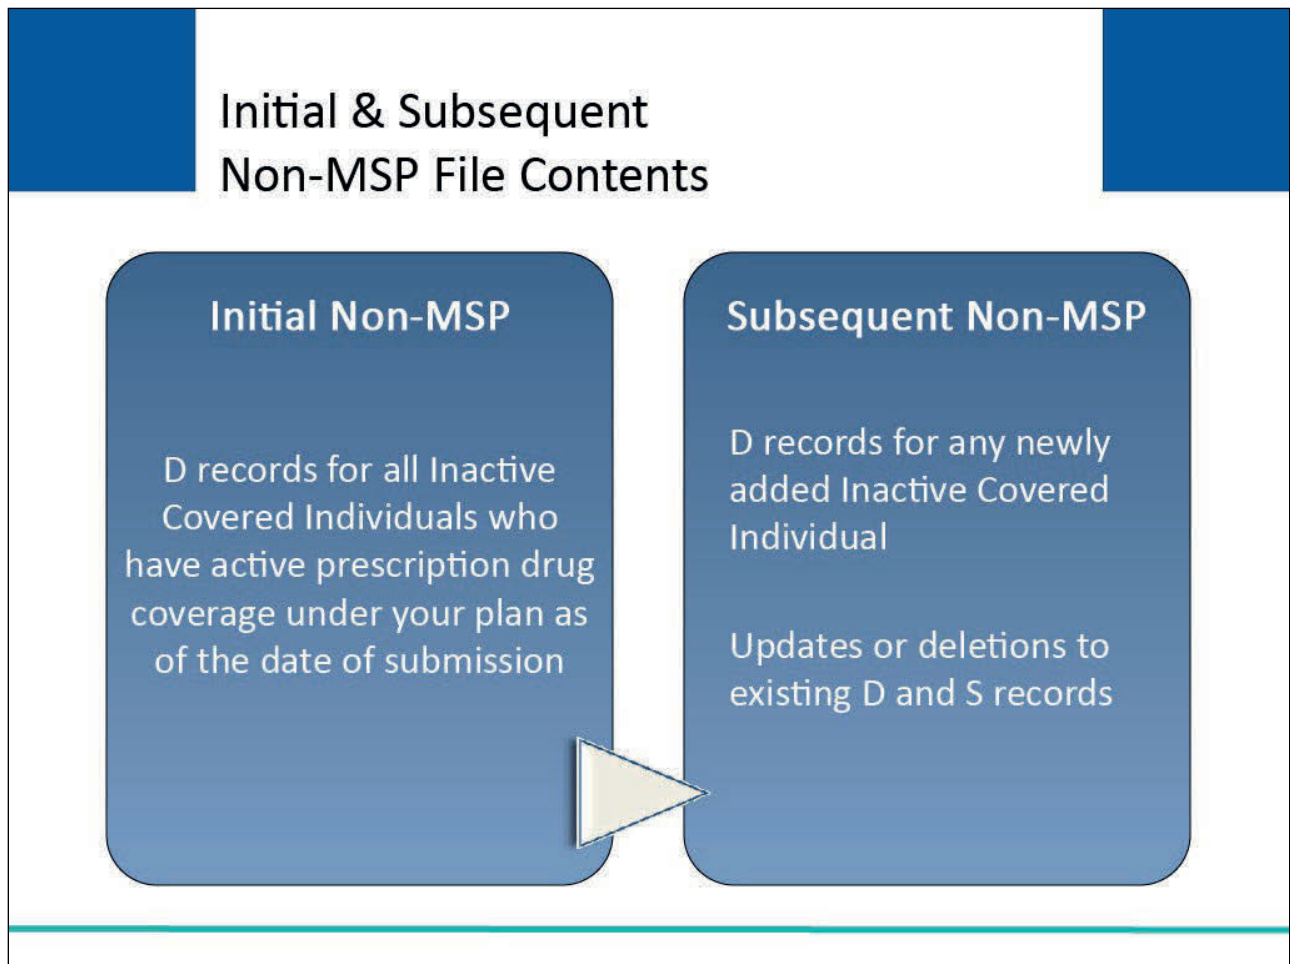 Initial & Subsequent
Non-MSP File Contents
Initial Non-MSP
D records for all Inactive
Covered Individuals who
have active prescription drug
coverage under your plan as
of the date of submission
Subsequent Non-MSP
D records for any newly
added Inactive Covered
Individual
Updates or deletions to
existing D and S records